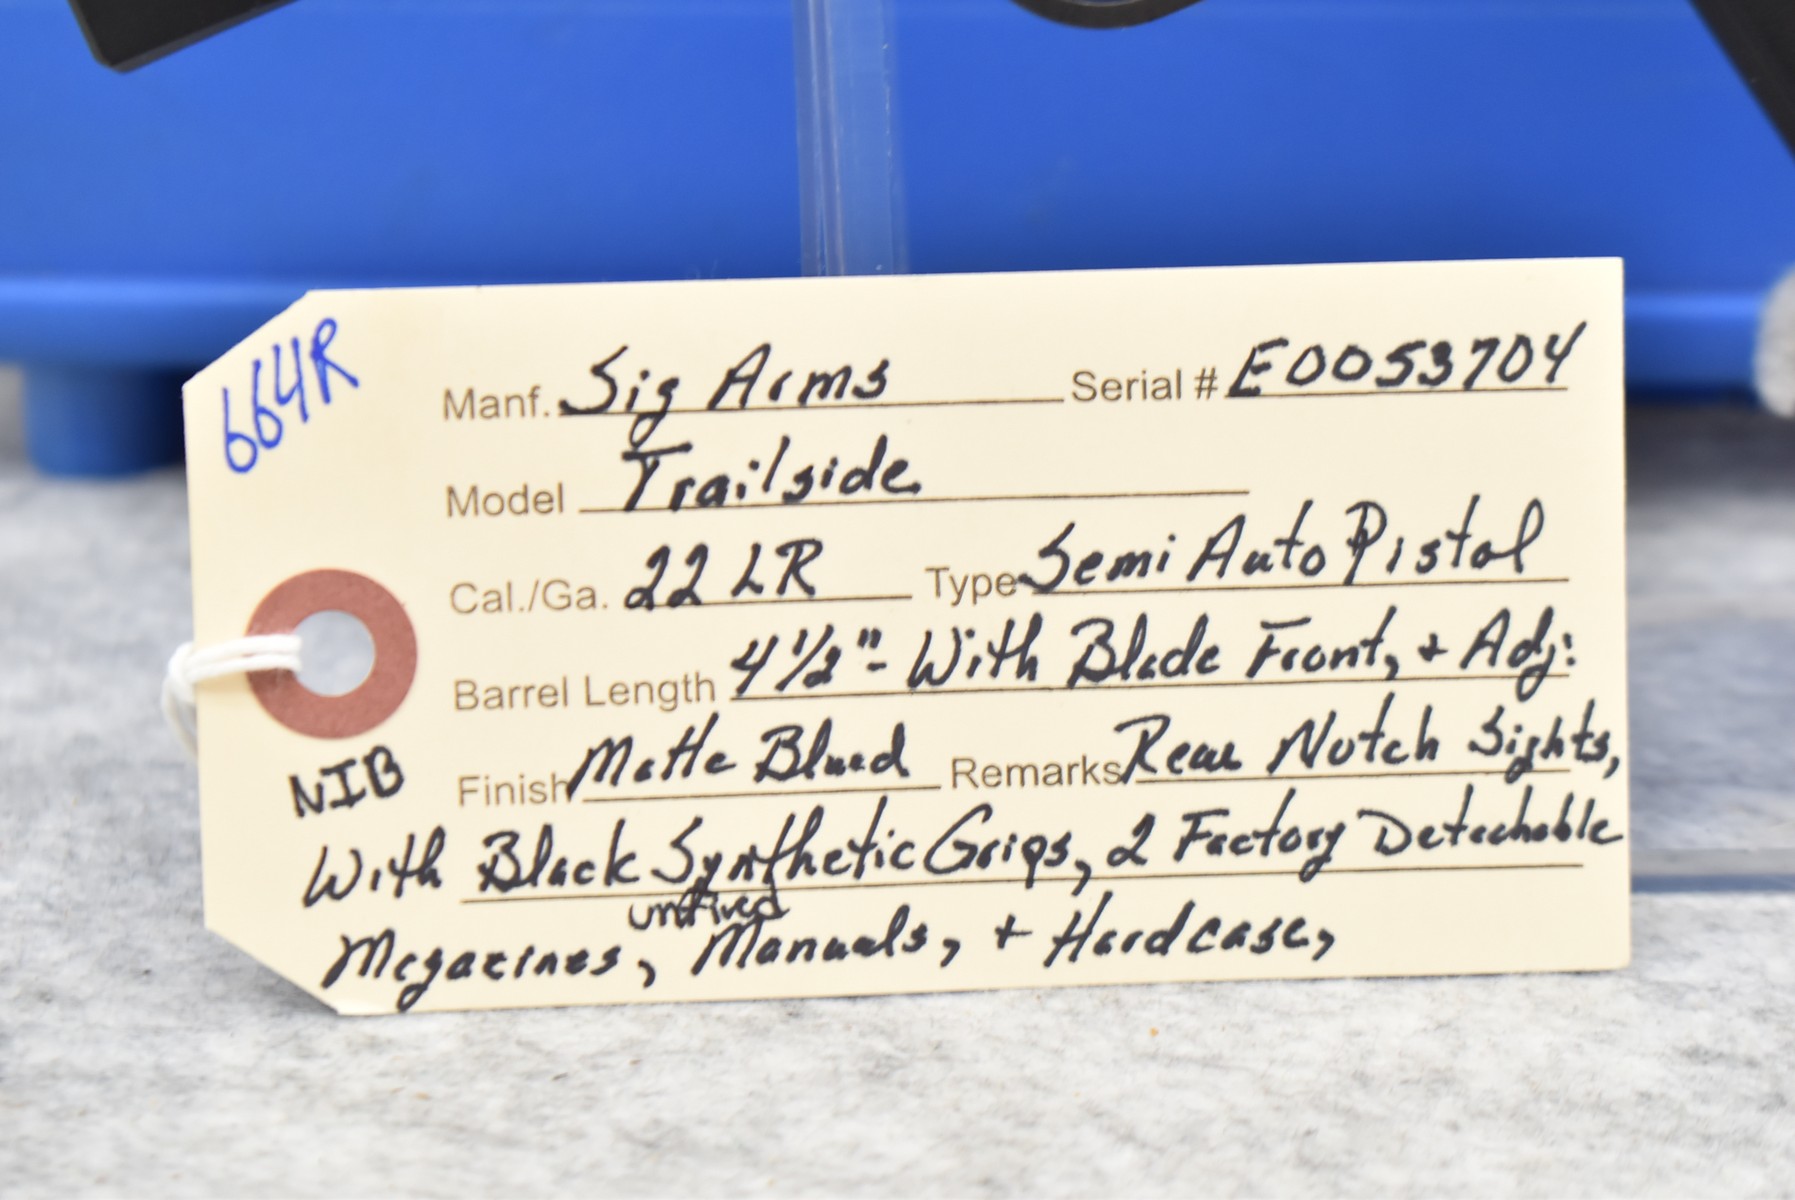 664R
Manf. Sig Arms Serial # E0053704
Model Trailside
Cal./Ga. 22 LR Type Semi Auto Pistol
Barrel Length 4 1/2" - With Blade Front, + Adj:
NIB
Finish Matte Blued Remarks Rear Notch Sights,
With Black Synthetic Grips, 2 Factory Detachable
unfired
Magazines, Manuals, + Hardcase,